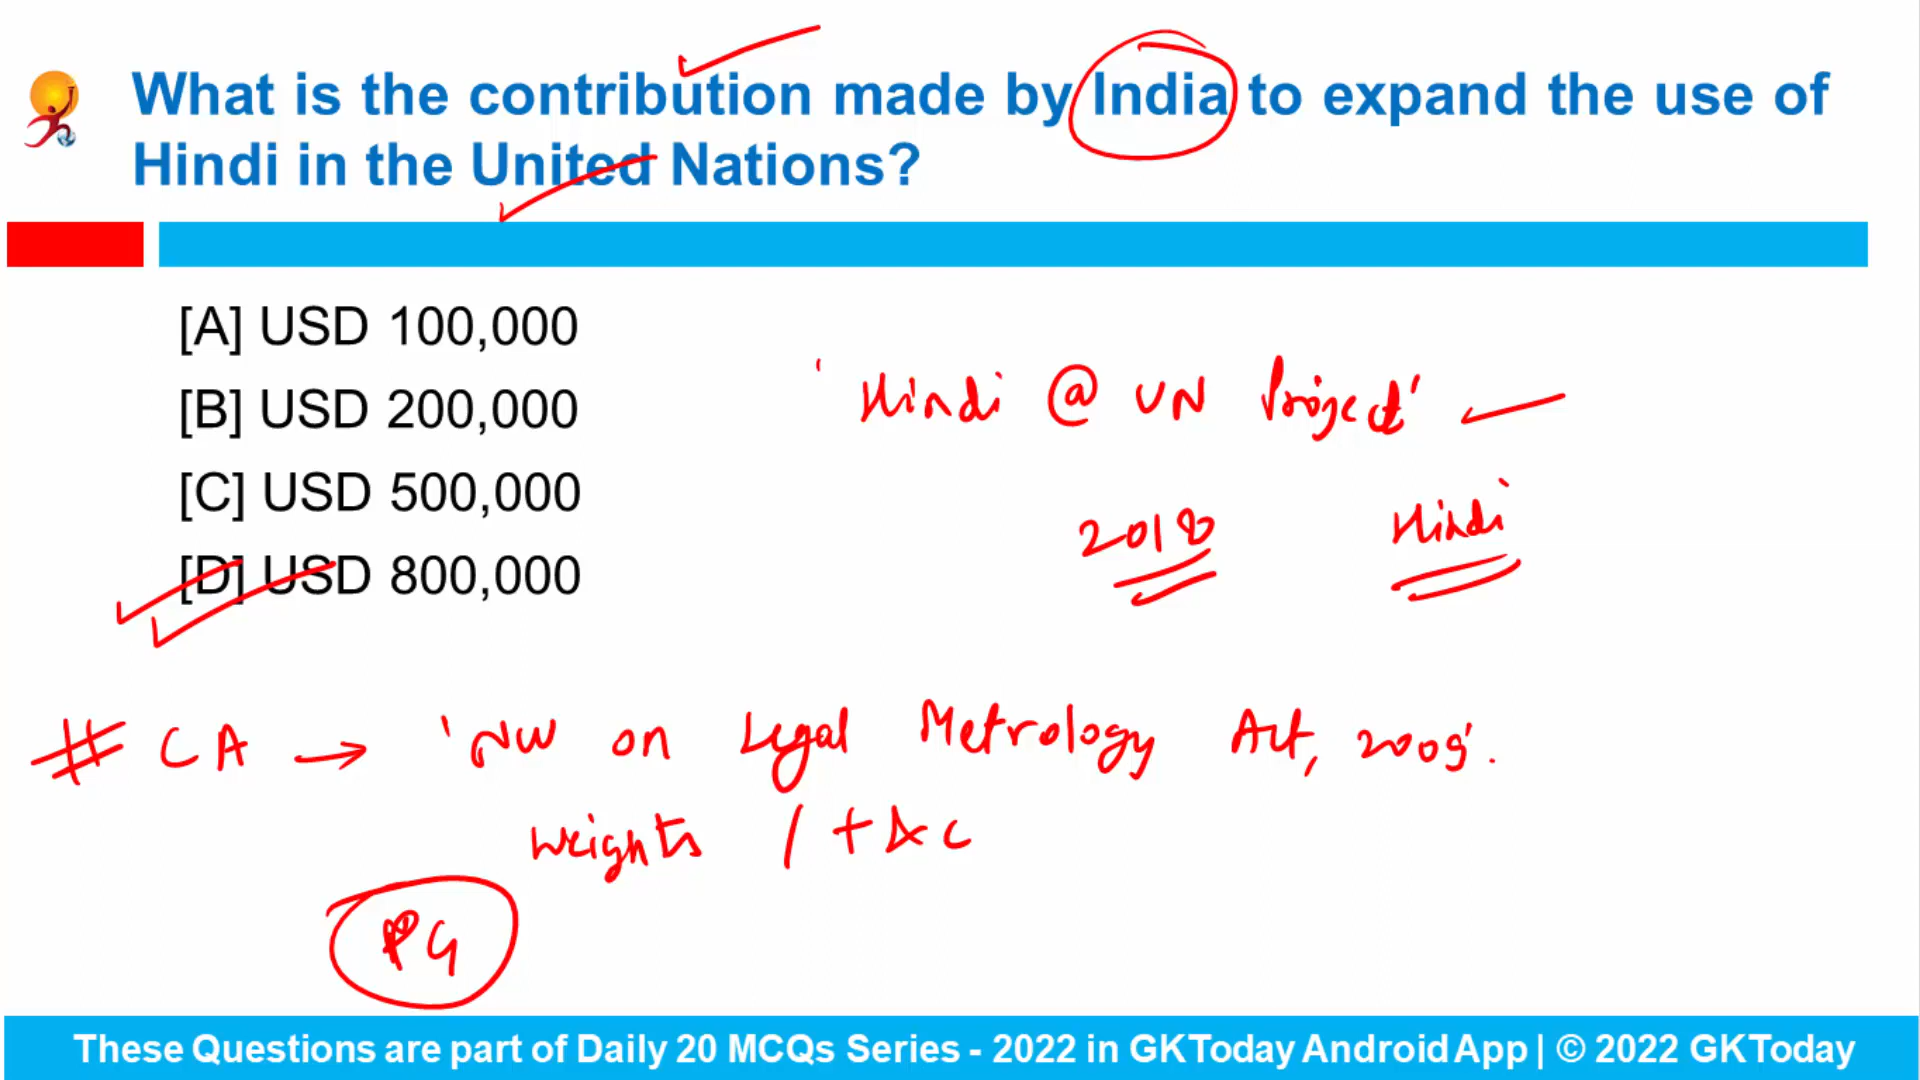 What is the contribution made by India to expand the use of
Hindi in the United Nations?
[A] USD 100,000
[B] USD 200,000
[C] USD 500,000
[D] USD 800,000
'Hindi @ UN Project'
2018 Hindi
# CA → 'NW on Legal Metrology Act, 2009'.
Weights /
PG
These Questions are part of Daily 20 MCQs Series - 2022 in GKToday Android App | © 2022 GKToday